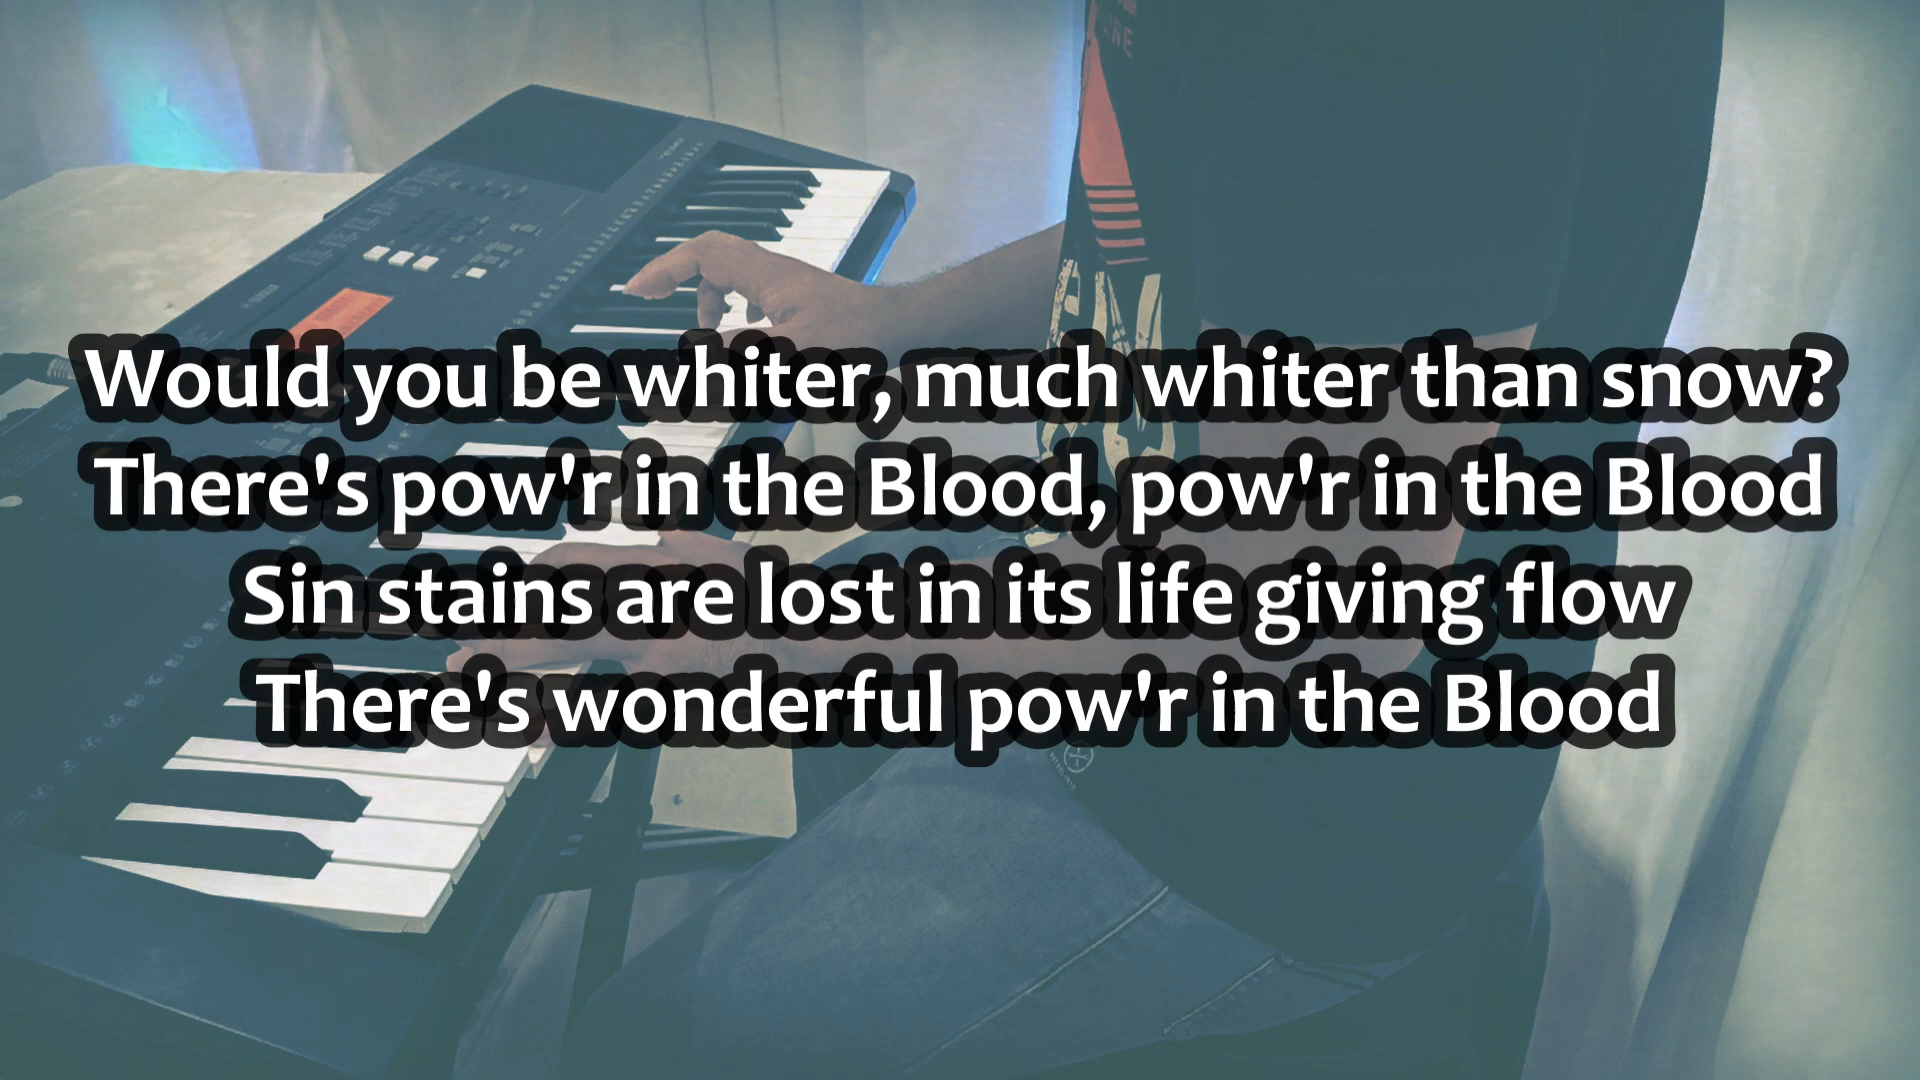 Would you be whiter, much whiter than snow?
There's pow'r in the Blood, pow'r in the Blood
Sin stains are lost in its life giving flow
There's wonderful pow'r in the Blood